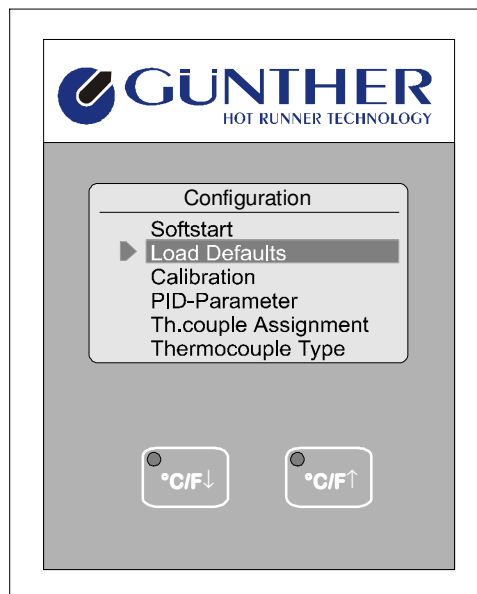 GÜNTHER
HOT RUNNER TECHNOLOGY
Configuration
Softstart
Load Defaults
Calibration
PID-Parameter
Th.couple Assignment
Thermocouple Type
°C/F↓
°C/F↑